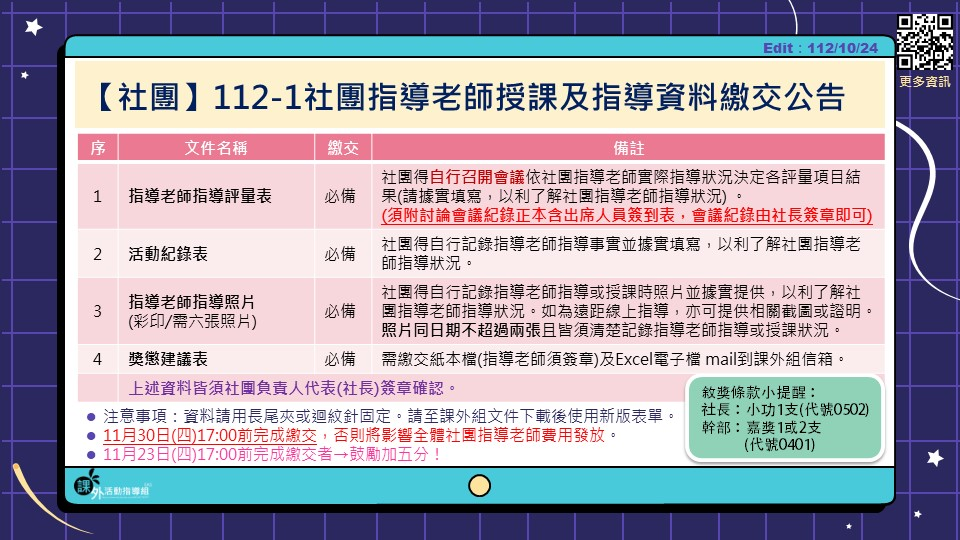 Edit：112/10/24
更多資訊
【社團】112-1社團指導老師授課及指導資料繳交公告
序 文件名稱 繳交 備註
1 指導老師指導評量表 必備 社團得自行召開會議依社團指導老師實際指導狀況決定各評量項目結
果(請據實填寫，以利了解社團指導老師指導狀況) 。
(須附討論會議紀錄正本含出席人員簽到表，會議紀錄由社長簽章即可)
2 活動紀錄表 必備 社團得自行記錄指導老師指導事實並據實填寫，以利了解社團指導老
師指導狀況。
3 指導老師指導照片
(彩印/需六張照片)
必備 社團得自行記錄指導老師指導或授課時照片並據實提供，以利了解社
團指導老師指導狀況。如為遠距線上指導，亦可提供相關截圖或證明。
照片同日期不超過兩張且皆須清楚記錄指導老師指導或授課狀況。
4 獎懲建議表 必備 需繳交紙本檔(指導老師須簽章)及Excel電子檔 mail到課外組信箱。
上述資料皆須社團負責人代表(社長)簽章確認。
● 注意事項：資料請用長尾夾或迴紋針固定。請至課外組文件下載後使用新版表單。
● 11月30日(四)17:00前完成繳交，否則將影響全體社團指導老師費用發放。
● 11月23日(四)17:00前完成繳交者→鼓勵加五分！
敘獎條款小提醒：
社長：小功1支(代號0502)
幹部：嘉獎1或2支
(代號0401)
課外活動指導組